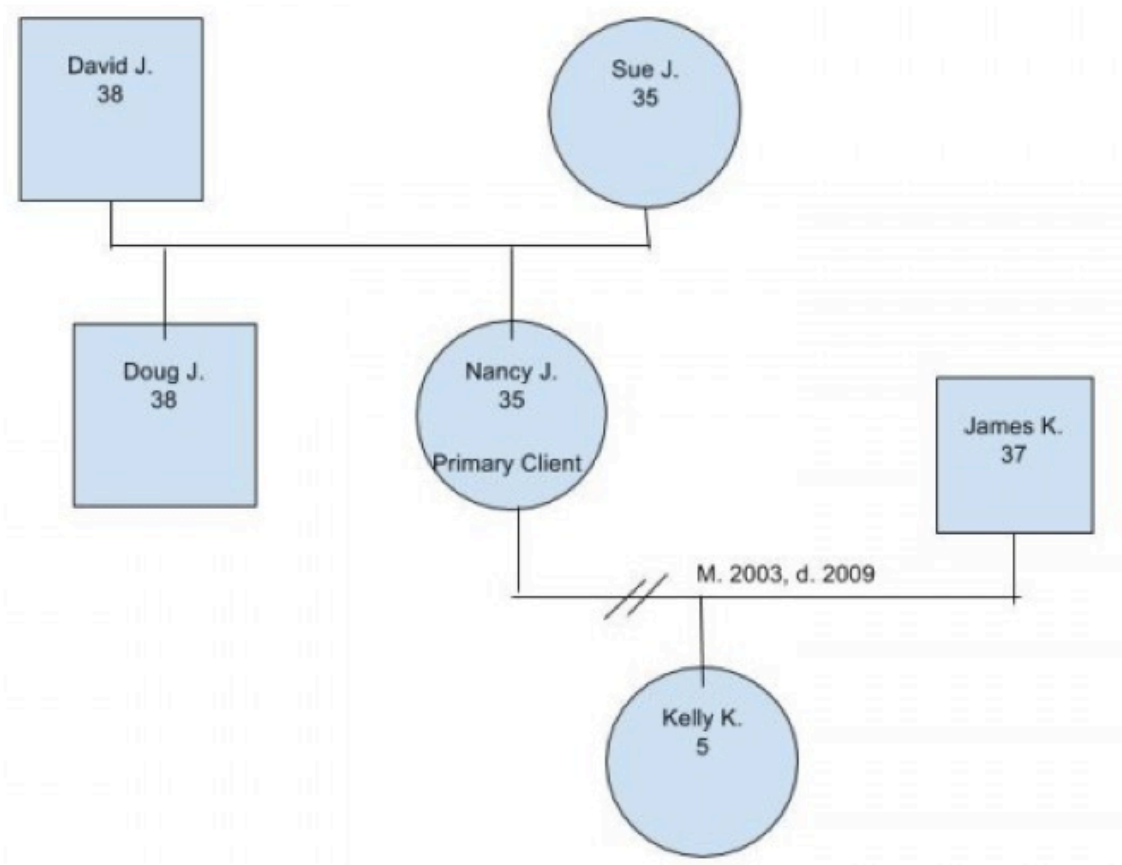 David J.
38
Sue J.
35
Doug J.
38
Nancy J.
35
Primary Client
James K.
37
M. 2003, d. 2009
Kelly K.
5